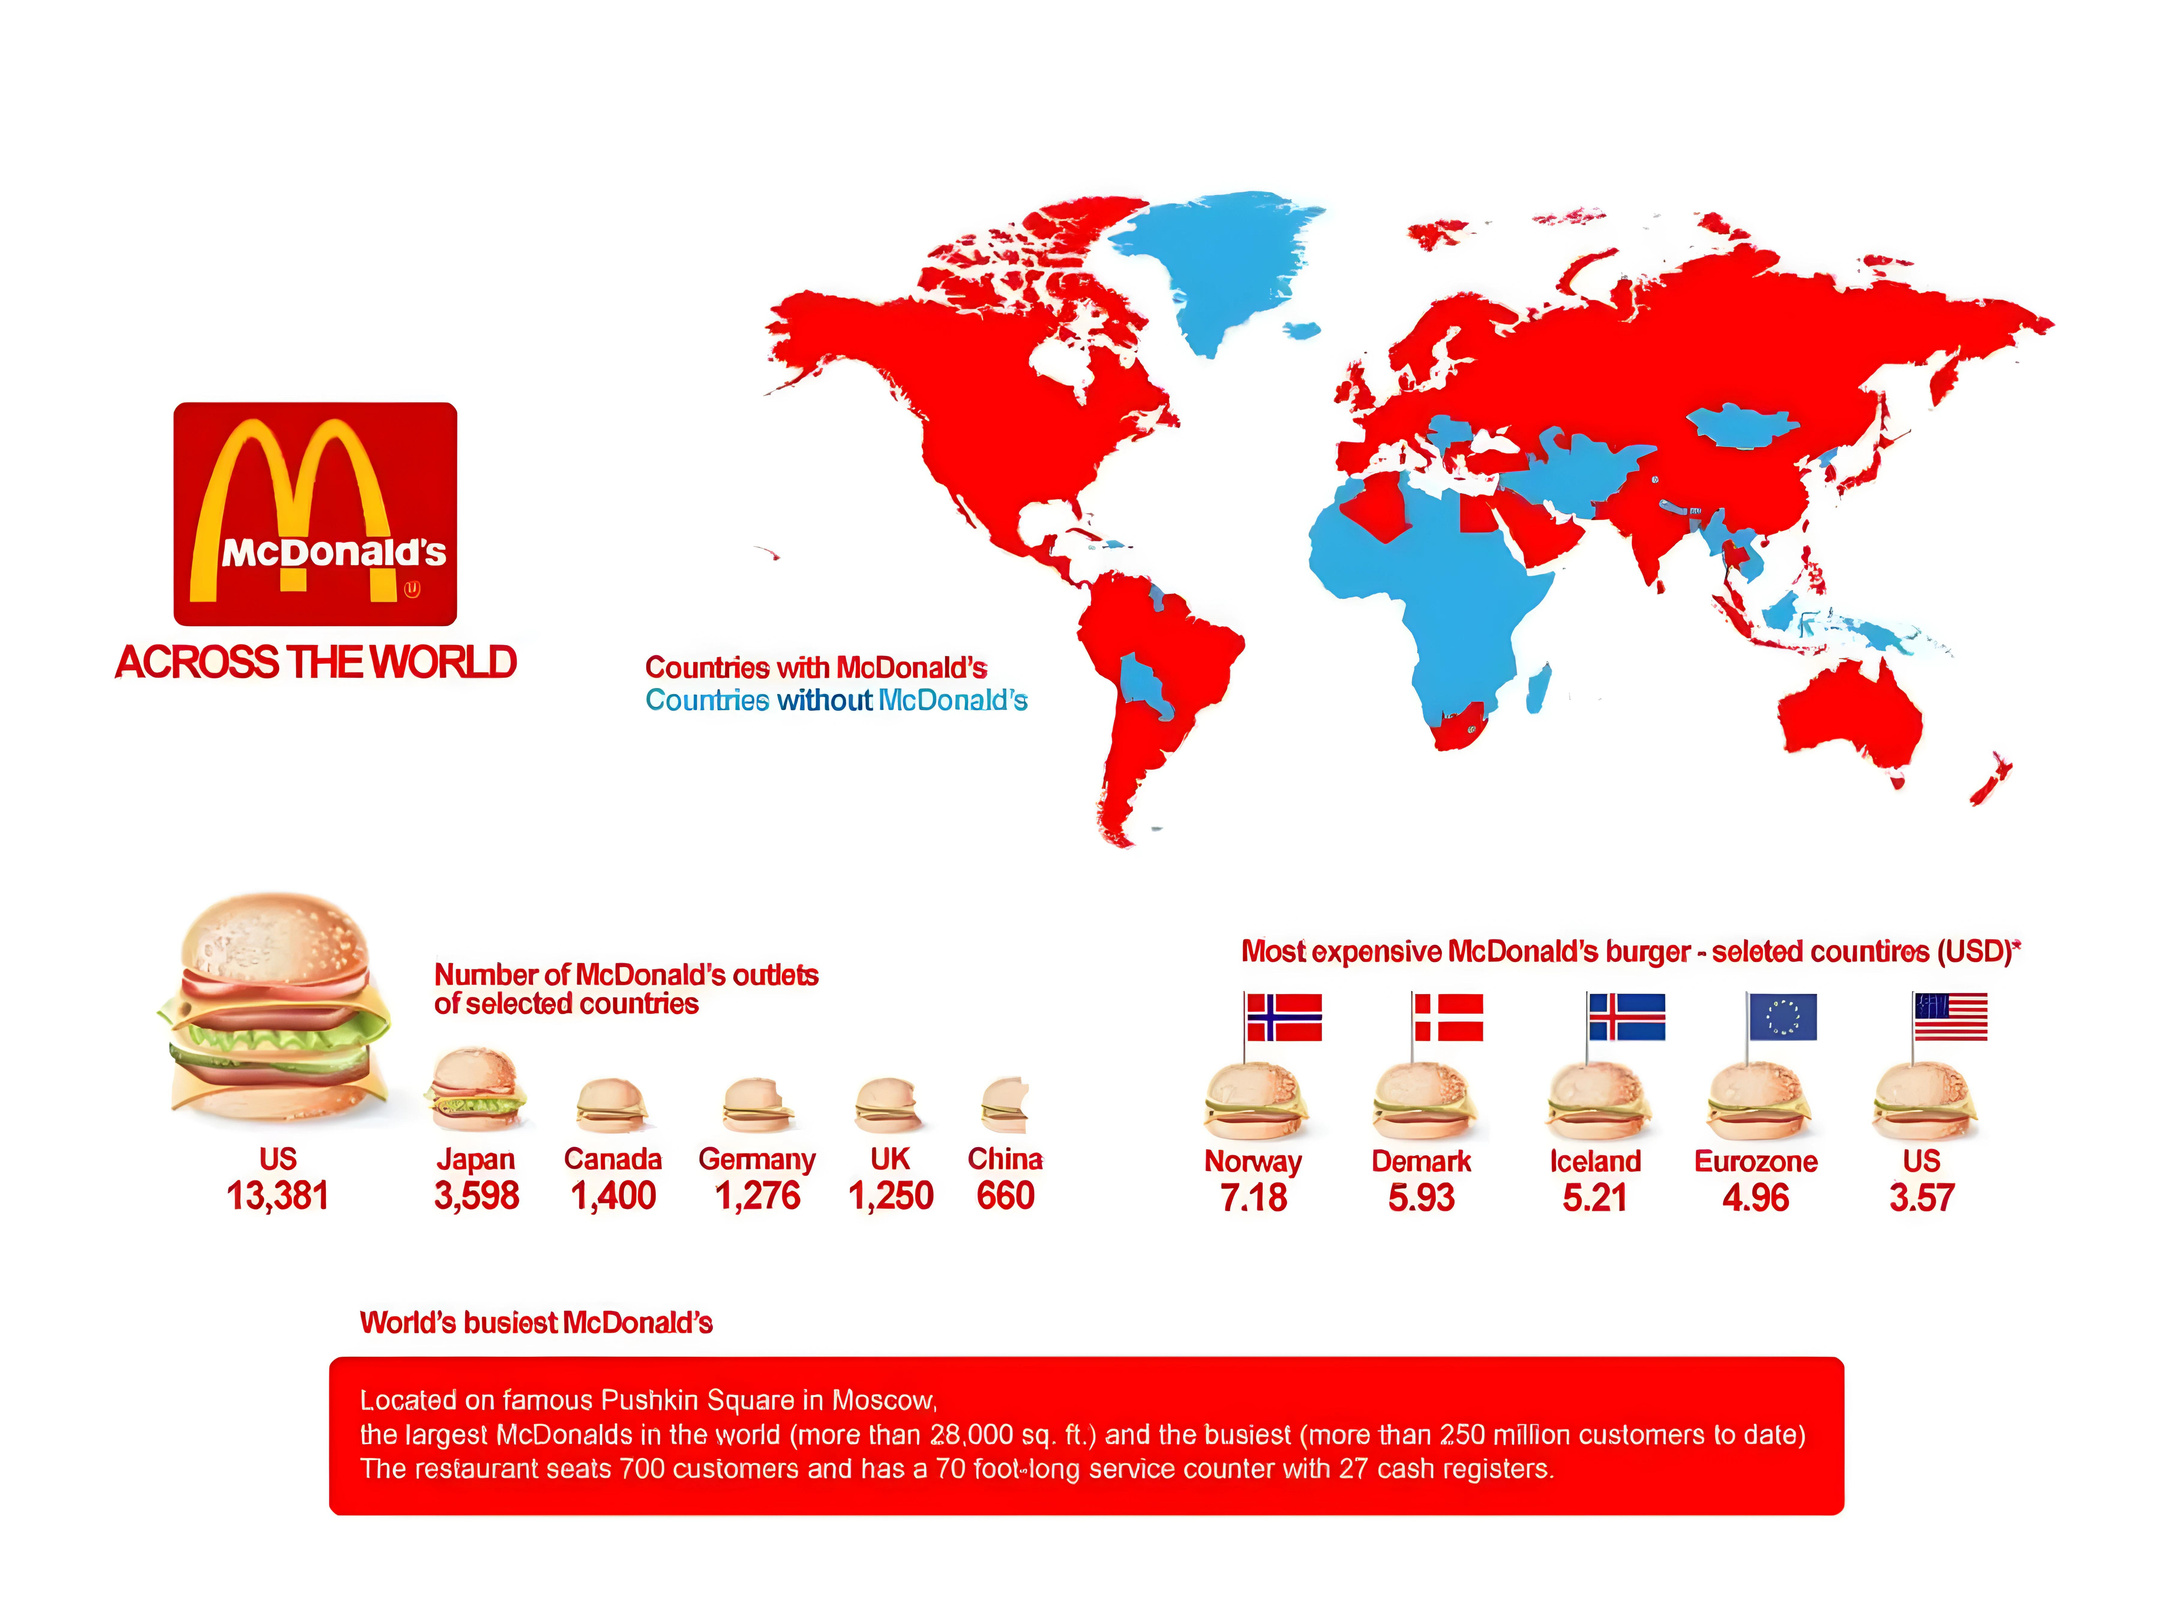 McDonald's
ACROSS THE WORLD
Countries with McDonald's
Countries without McDonald's
Number of McDonald's outlets
of selected countries
US
13,381
Japan
3,598
Canada
1,400
Germany
1,276
UK
1,250
China
660
Most expensive McDonald's burger - seleted countires (USD)*
Norway
7.18
Demark
5.93
Iceland
5.21
Eurozone
4.96
US
3.57
World's busiest McDonald's
Located on famous Pushkin Square in Moscow,
the largest McDonalds in the world (more than 28,000 sq. ft.) and the busiest (more than 250 million customers to date)
The restaurant seats 700 customers and has a 70 foot-long service counter with 27 cash registers.